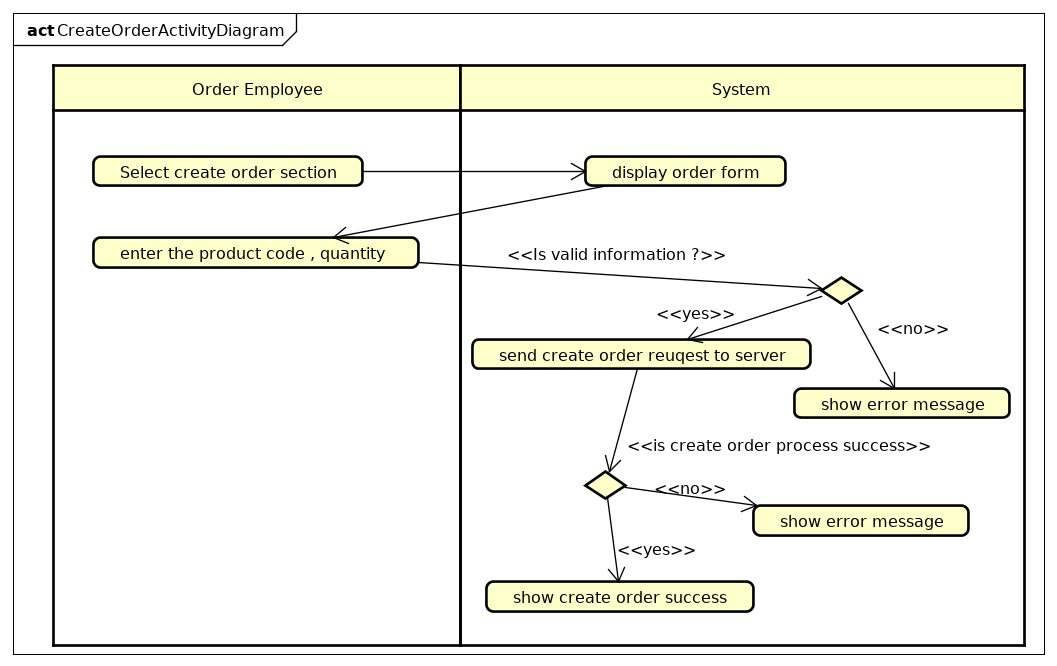 act CreateOrderActivityDiagram
Order Employee
System
Select create order section
display order form
enter the product code , quantity
<<Is valid information ?>>
<<yes>>
<<no>>
send create order reuqest to server
show error message
<<is create order process success>>
<<no>>
show error message
<<yes>>
show create order success